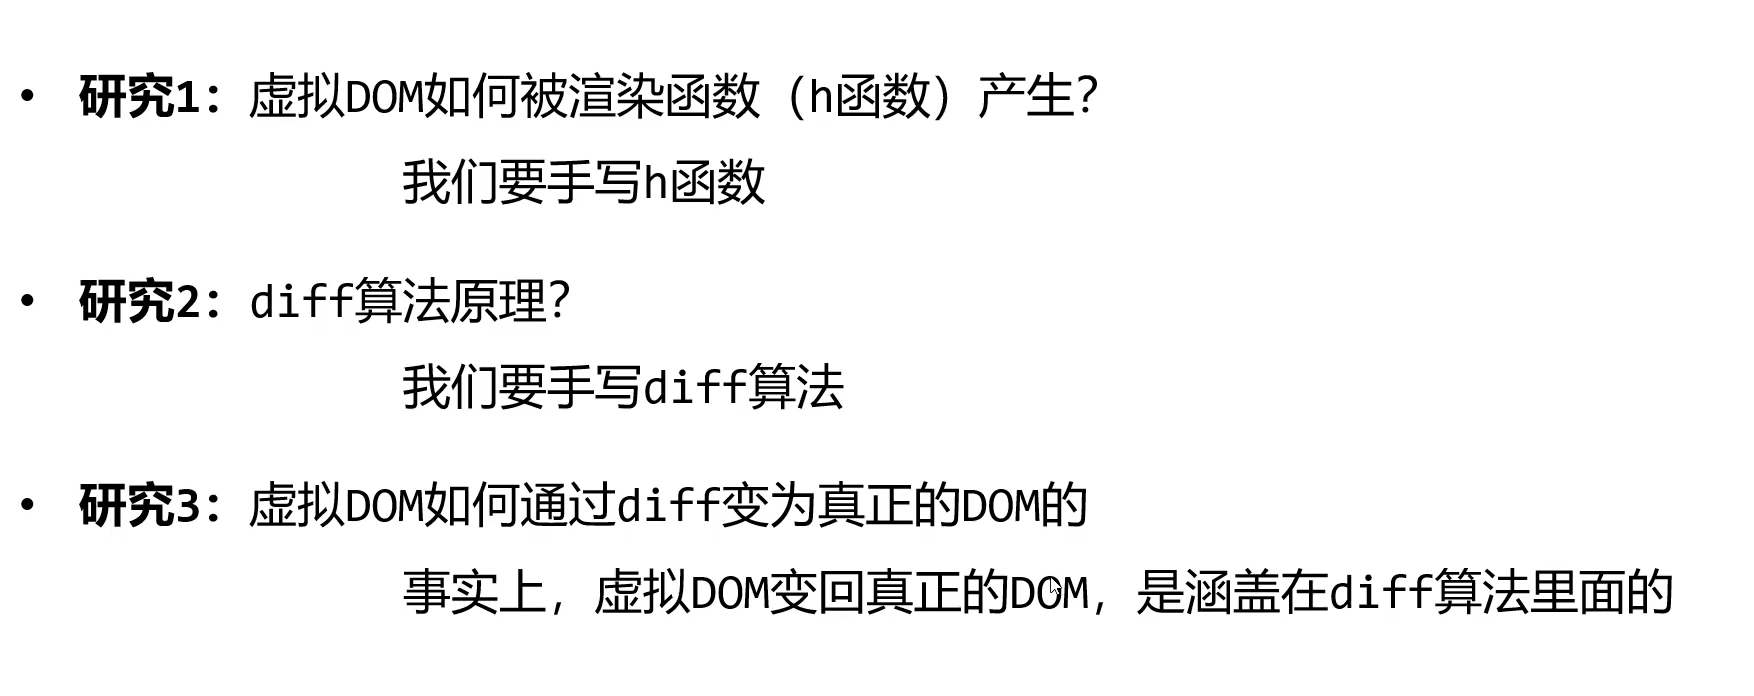 • 研究1：虚拟DOM如何被渲染函数（h函数）产生？
我们要手写h函数
• 研究2：diff算法原理？
我们要手写diff算法
• 研究3：虚拟DOM如何通过diff变为真正的DOM的
事实上，虚拟DOM变回真正的DOM，是涵盖在diff算法里面的